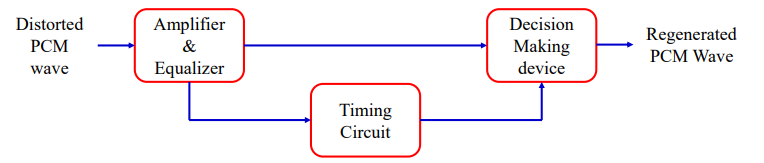 Distorted
PCM
wave
Amplifier
&
Equalizer
Decision
Making
device
Regenerated
PCM Wave
Timing
Circuit